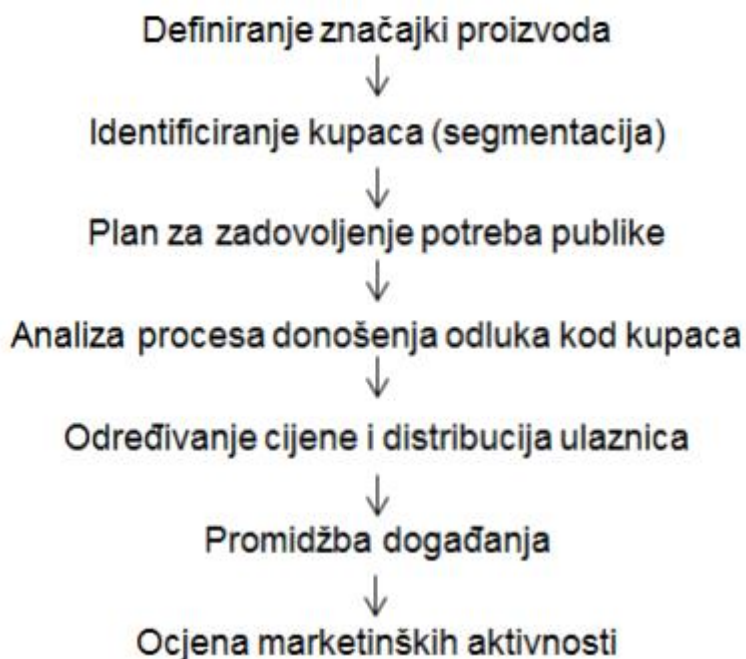 Definiranje značajki proizvoda
Identificiranje kupaca (segmentacija)
Plan za zadovoljenje potreba publike
Analiza procesa donošenja odluka kod kupaca
Određivanje cijene i distribucija ulaznica
Promidžba događanja
Ocjena marketinških aktivnosti